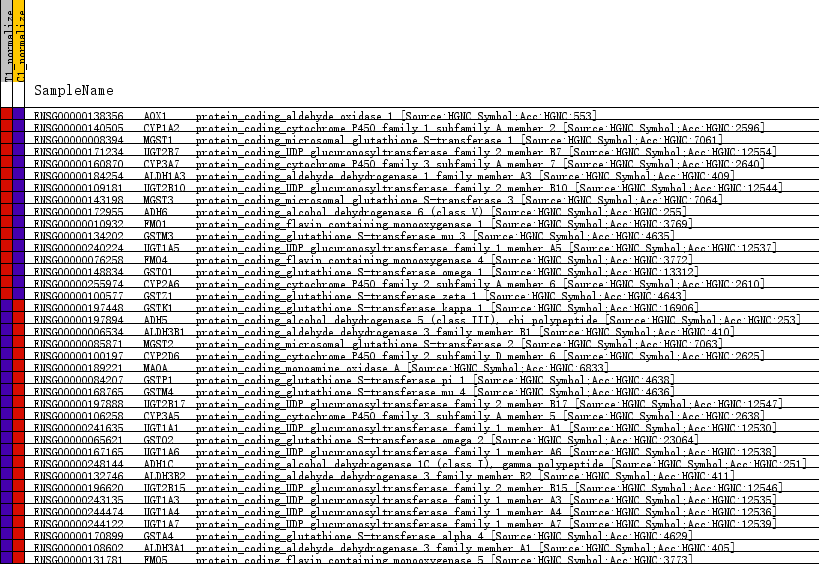 T1_normalize
C1_normalize
SampleName
ENSG00000138356 AOX1 protein_coding_aldehyde oxidase 1 [Source:HGNC Symbol;Acc:HGNC:553]
ENSG00000140505 CYP1A2 protein_coding_cytochrome P450 family 1 subfamily A member 2 [Source:HGNC Symbol;Acc:HGNC:2596]
ENSG00000008394 MGST1 protein_coding_microsomal glutathione S-transferase 1 [Source:HGNC Symbol;Acc:HGNC:7061]
ENSG00000171234 UGT2B7 protein_coding_UDP glucuronosyltransferase family 2 member B7 [Source:HGNC Symbol;Acc:HGNC:12554]
ENSG00000160870 CYP3A7 protein_coding_cytochrome P450 family 3 subfamily A member 7 [Source:HGNC Symbol;Acc:HGNC:2640]
ENSG00000184254 ALDH1A3 protein_coding_aldehyde dehydrogenase 1 family member A3 [Source:HGNC Symbol;Acc:HGNC:409]
ENSG00000109181 UGT2B10 protein_coding_UDP glucuronosyltransferase family 2 member B10 [Source:HGNC Symbol;Acc:HGNC:12544]
ENSG00000143198 MGST3 protein_coding_microsomal glutathione S-transferase 3 [Source:HGNC Symbol;Acc:HGNC:7064]
ENSG00000172955 ADH6 protein_coding_alcohol dehydrogenase 6 (class V) [Source:HGNC Symbol;Acc:HGNC:255]
ENSG00000010932 FMO1 protein_coding_flavin containing monooxygenase 1 [Source:HGNC Symbol;Acc:HGNC:3769]
ENSG00000134202 GSTM3 protein_coding_glutathione S-transferase mu 3 [Source:HGNC Symbol;Acc:HGNC:4635]
ENSG00000240224 UGT1A5 protein_coding_UDP glucuronosyltransferase family 1 member A5 [Source:HGNC Symbol;Acc:HGNC:12537]
ENSG00000076258 FMO4 protein_coding_flavin containing monooxygenase 4 [Source:HGNC Symbol;Acc:HGNC:3772]
ENSG00000148834 GSTO1 protein_coding_glutathione S-transferase omega 1 [Source:HGNC Symbol;Acc:HGNC:13312]
ENSG00000255974 CYP2A6 protein_coding_cytochrome P450 family 2 subfamily A member 6 [Source:HGNC Symbol;Acc:HGNC:2610]
ENSG00000100577 GSTZ1 protein_coding_glutathione S-transferase zeta 1 [Source:HGNC Symbol;Acc:HGNC:4643]
ENSG00000197448 GSTK1 protein_coding_glutathione S-transferase kappa 1 [Source:HGNC Symbol;Acc:HGNC:16906]
ENSG00000197894 ADH5 protein_coding_alcohol dehydrogenase 5 (class III), chi polypeptide [Source:HGNC Symbol;Acc:HGNC:253]
ENSG00000006534 ALDH3B1 protein_coding_aldehyde dehydrogenase 3 family member B1 [Source:HGNC Symbol;Acc:HGNC:410]
ENSG00000085871 MGST2 protein_coding_microsomal glutathione S-transferase 2 [Source:HGNC Symbol;Acc:HGNC:7063]
ENSG00000100197 CYP2D6 protein_coding_cytochrome P450 family 2 subfamily D member 6 [Source:HGNC Symbol;Acc:HGNC:2625]
ENSG00000189221 MAOA protein_coding_monoamine oxidase A [Source:HGNC Symbol;Acc:HGNC:6833]
ENSG00000084207 GSTP1 protein_coding_glutathione S-transferase pi 1 [Source:HGNC Symbol;Acc:HGNC:4638]
ENSG00000168765 GSTM4 protein_coding_glutathione S-transferase mu 4 [Source:HGNC Symbol;Acc:HGNC:4636]
ENSG00000197888 UGT2B17 protein_coding_UDP glucuronosyltransferase family 2 member B17 [Source:HGNC Symbol;Acc:HGNC:12547]
ENSG00000106258 CYP3A5 protein_coding_cytochrome P450 family 3 subfamily A member 5 [Source:HGNC Symbol;Acc:HGNC:2638]
ENSG00000241635 UGT1A1 protein_coding_UDP glucuronosyltransferase family 1 member A1 [Source:HGNC Symbol;Acc:HGNC:12530]
ENSG00000065621 GSTO2 protein_coding_glutathione S-transferase omega 2 [Source:HGNC Symbol;Acc:HGNC:23064]
ENSG00000167165 UGT1A6 protein_coding_UDP glucuronosyltransferase family 1 member A6 [Source:HGNC Symbol;Acc:HGNC:12538]
ENSG00000248144 ADH1C protein_coding_alcohol dehydrogenase 1C (class I), gamma polypeptide [Source:HGNC Symbol;Acc:HGNC:251]
ENSG00000132746 ALDH3B2 protein_coding_aldehyde dehydrogenase 3 family member B2 [Source:HGNC Symbol;Acc:HGNC:411]
ENSG00000196620 UGT2B15 protein_coding_UDP glucuronosyltransferase family 2 member B15 [Source:HGNC Symbol;Acc:HGNC:12546]
ENSG00000243135 UGT1A3 protein_coding_UDP glucuronosyltransferase family 1 member A3 [Source:HGNC Symbol;Acc:HGNC:12535]
ENSG00000244474 UGT1A4 protein_coding_UDP glucuronosyltransferase family 1 member A4 [Source:HGNC Symbol;Acc:HGNC:12536]
ENSG00000244122 UGT1A7 protein_coding_UDP glucuronosyltransferase family 1 member A7 [Source:HGNC Symbol;Acc:HGNC:12539]
ENSG00000170899 GSTA4 protein_coding_glutathione S-transferase alpha 4 [Source:HGNC Symbol;Acc:HGNC:4629]
ENSG00000108602 ALDH3A1 protein_coding_aldehyde dehydrogenase 3 family member A1 [Source:HGNC Symbol;Acc:HGNC:405]
ENSG00000131781 FMO5 protein_coding_flavin containing monooxygenase 5 [Source:HGNC Symbol;Acc:HGNC:3773]